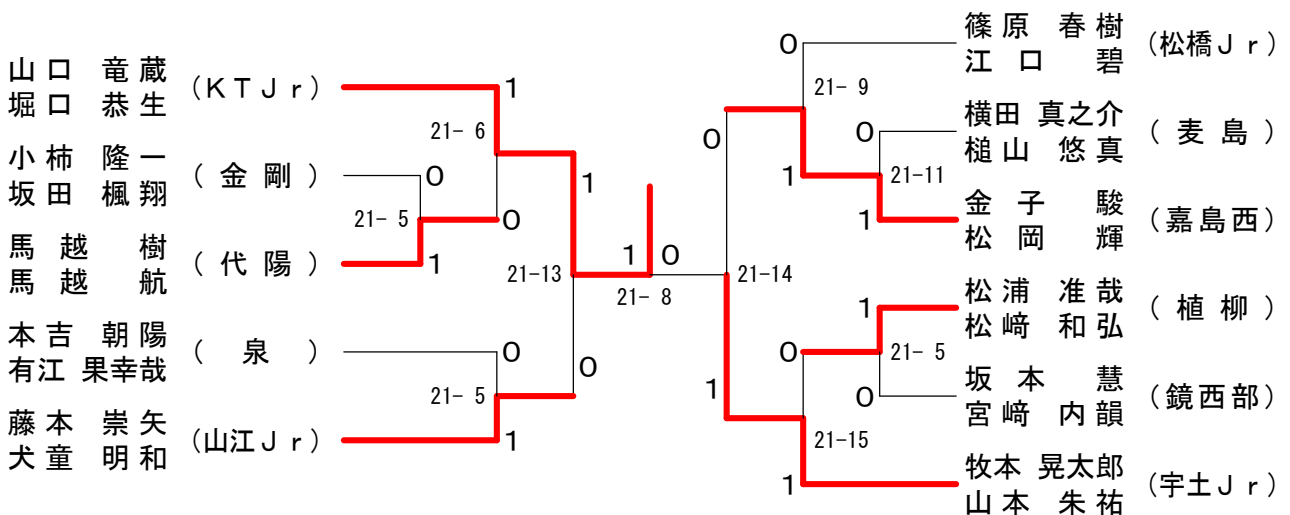 山口 竜蔵
堀口 恭生
(KTJr)
1
21- 6
小柿 隆一
坂田 楓翔
(金剛)
0
21- 5
0
馬越 樹
馬越 航
(代陽)
1
1
21-13
本吉 朝陽
有江 果幸哉
(泉)
0
21- 5
0
藤本 崇矢
犬童 明和
(山江Jr)
1
1
0
21- 8
篠原 春樹
江口 碧
(松橋Jr)
0
21- 9
0
横田 真之介
槌山 悠真
(麦島)
0
21-11
1
金子 駿
松岡 輝
(嘉島西)
1
21-14
松浦 准哉
松﨑 和弘
(植柳)
1
21- 5
0
坂本 慧
宮﨑 内韻
(鏡西部)
0
1
21-15
牧本 晃太郎
山本 朱祐
(宇土Jr)
1